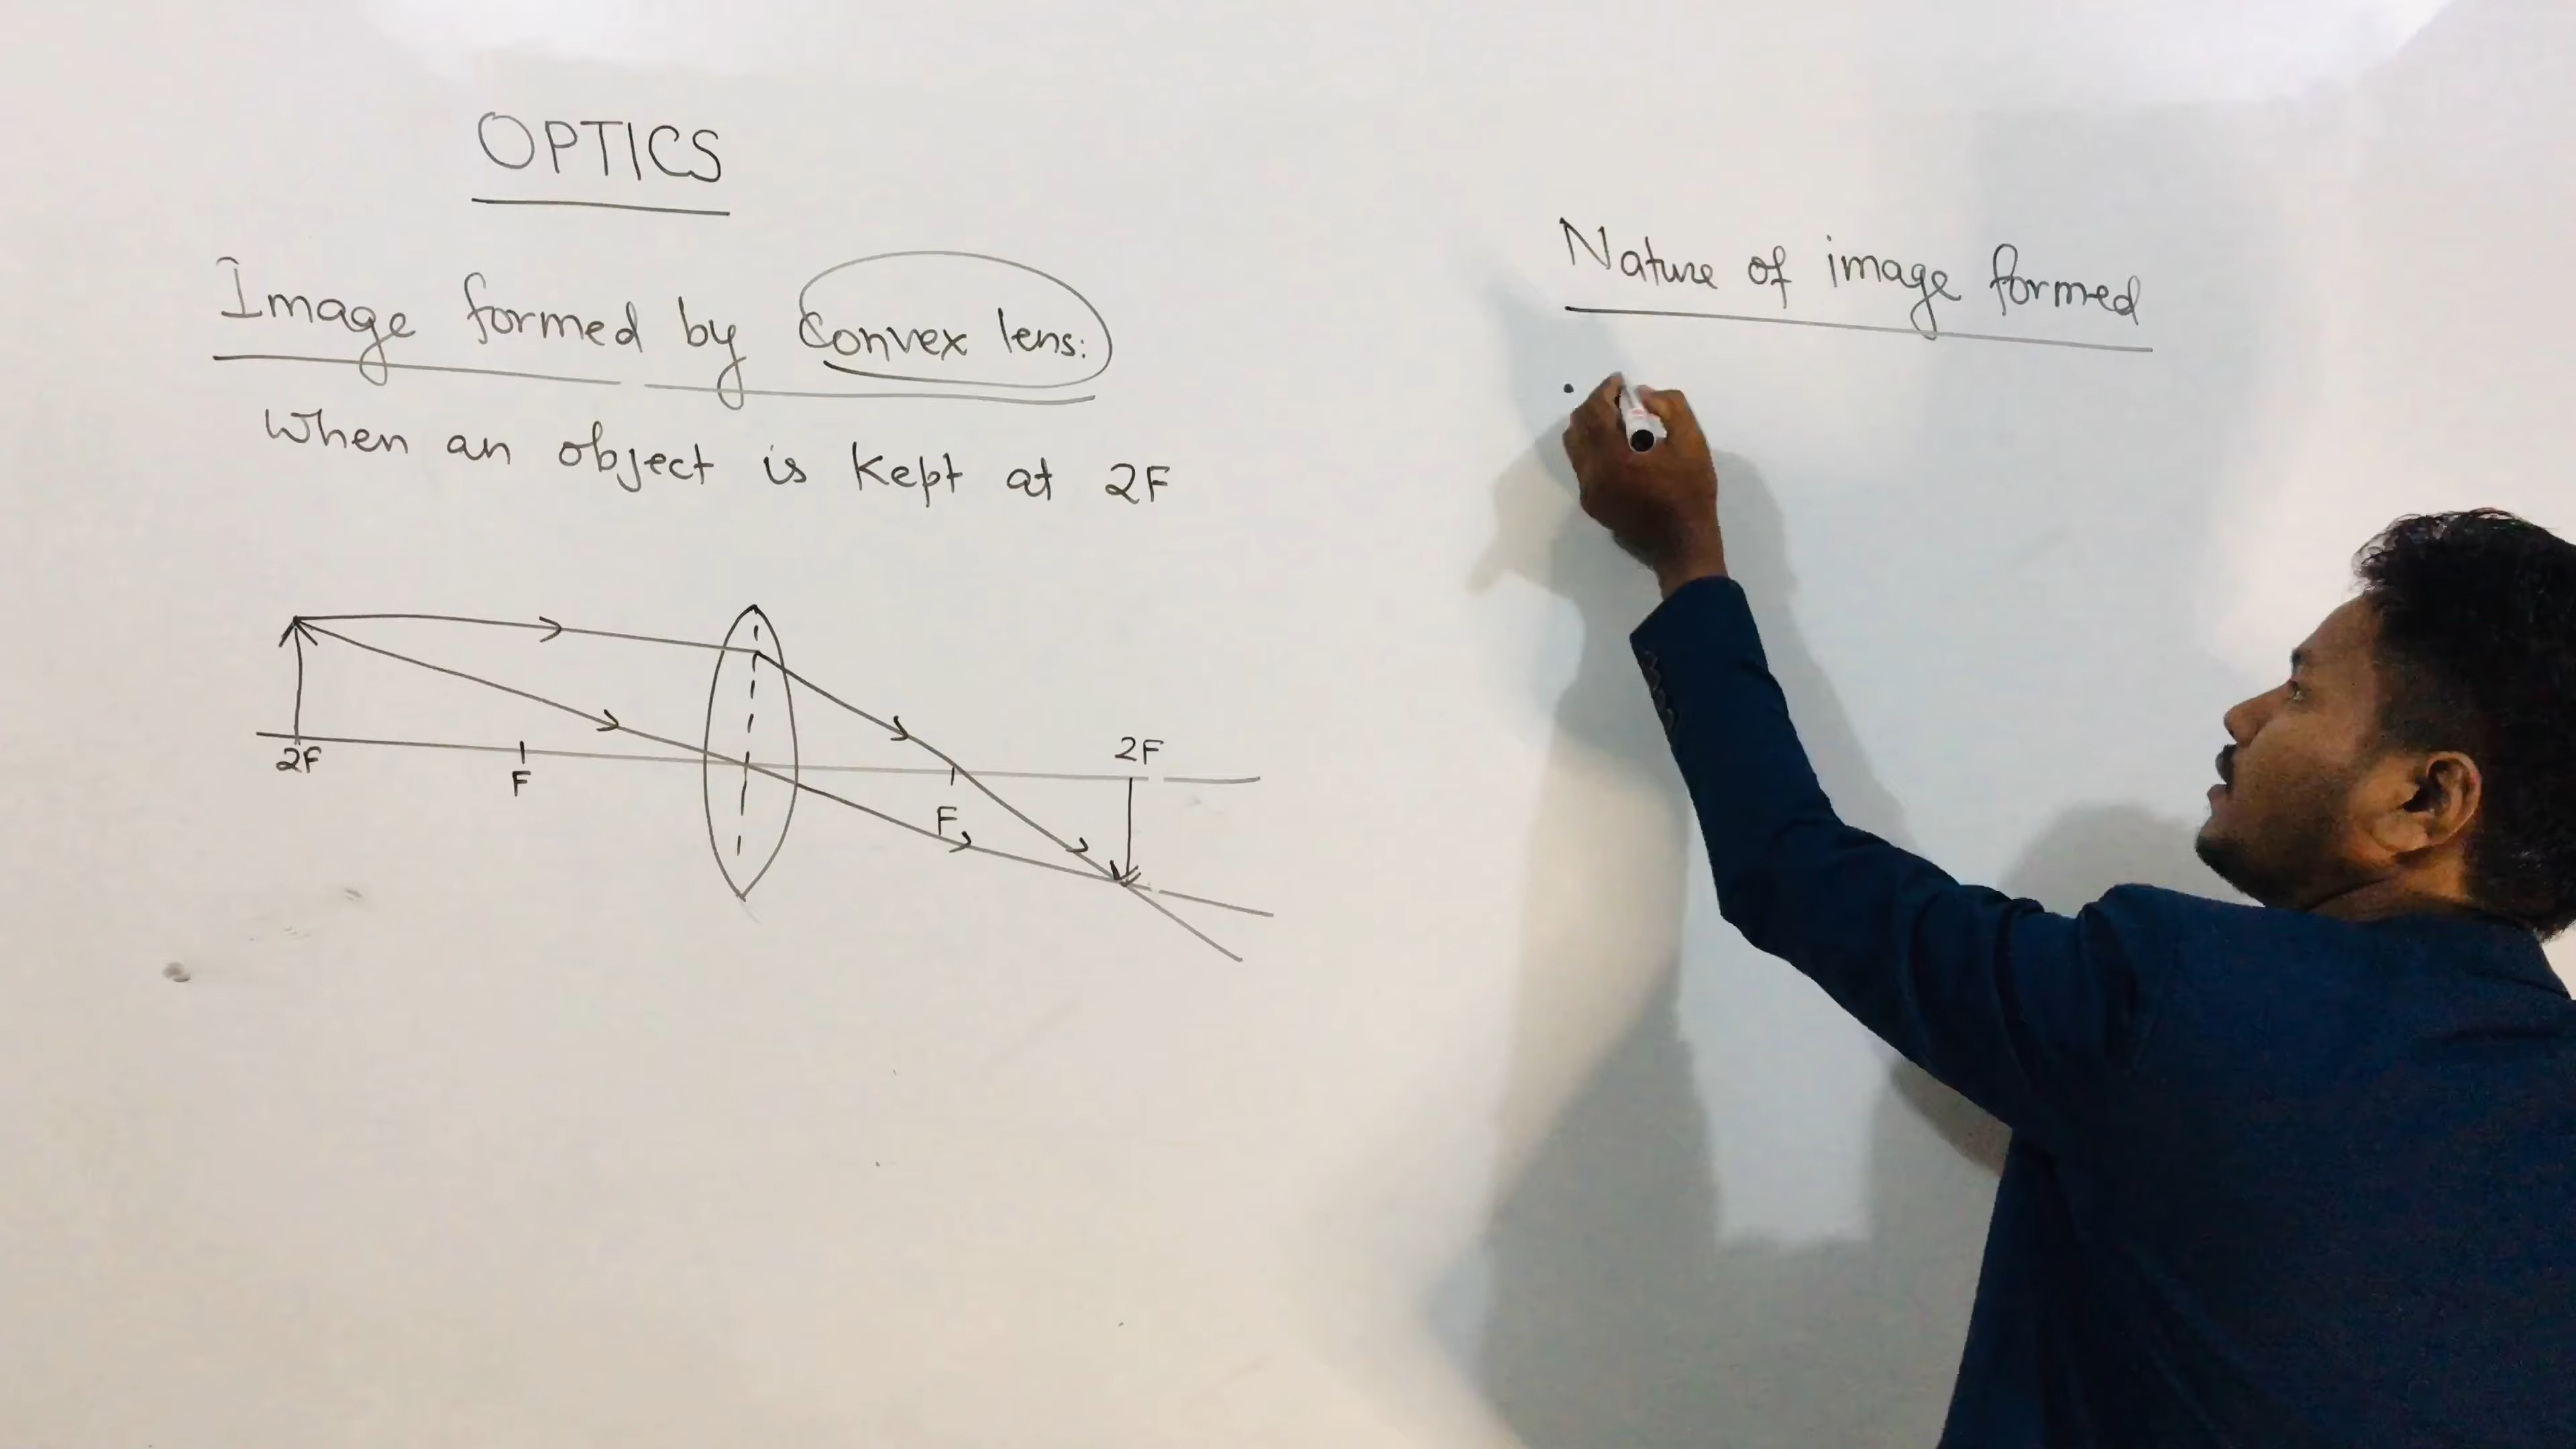 OPTICS
Image formed by Convex lens:
When an object is kept at 2F
2F
F
F
2F
Nature of image formed